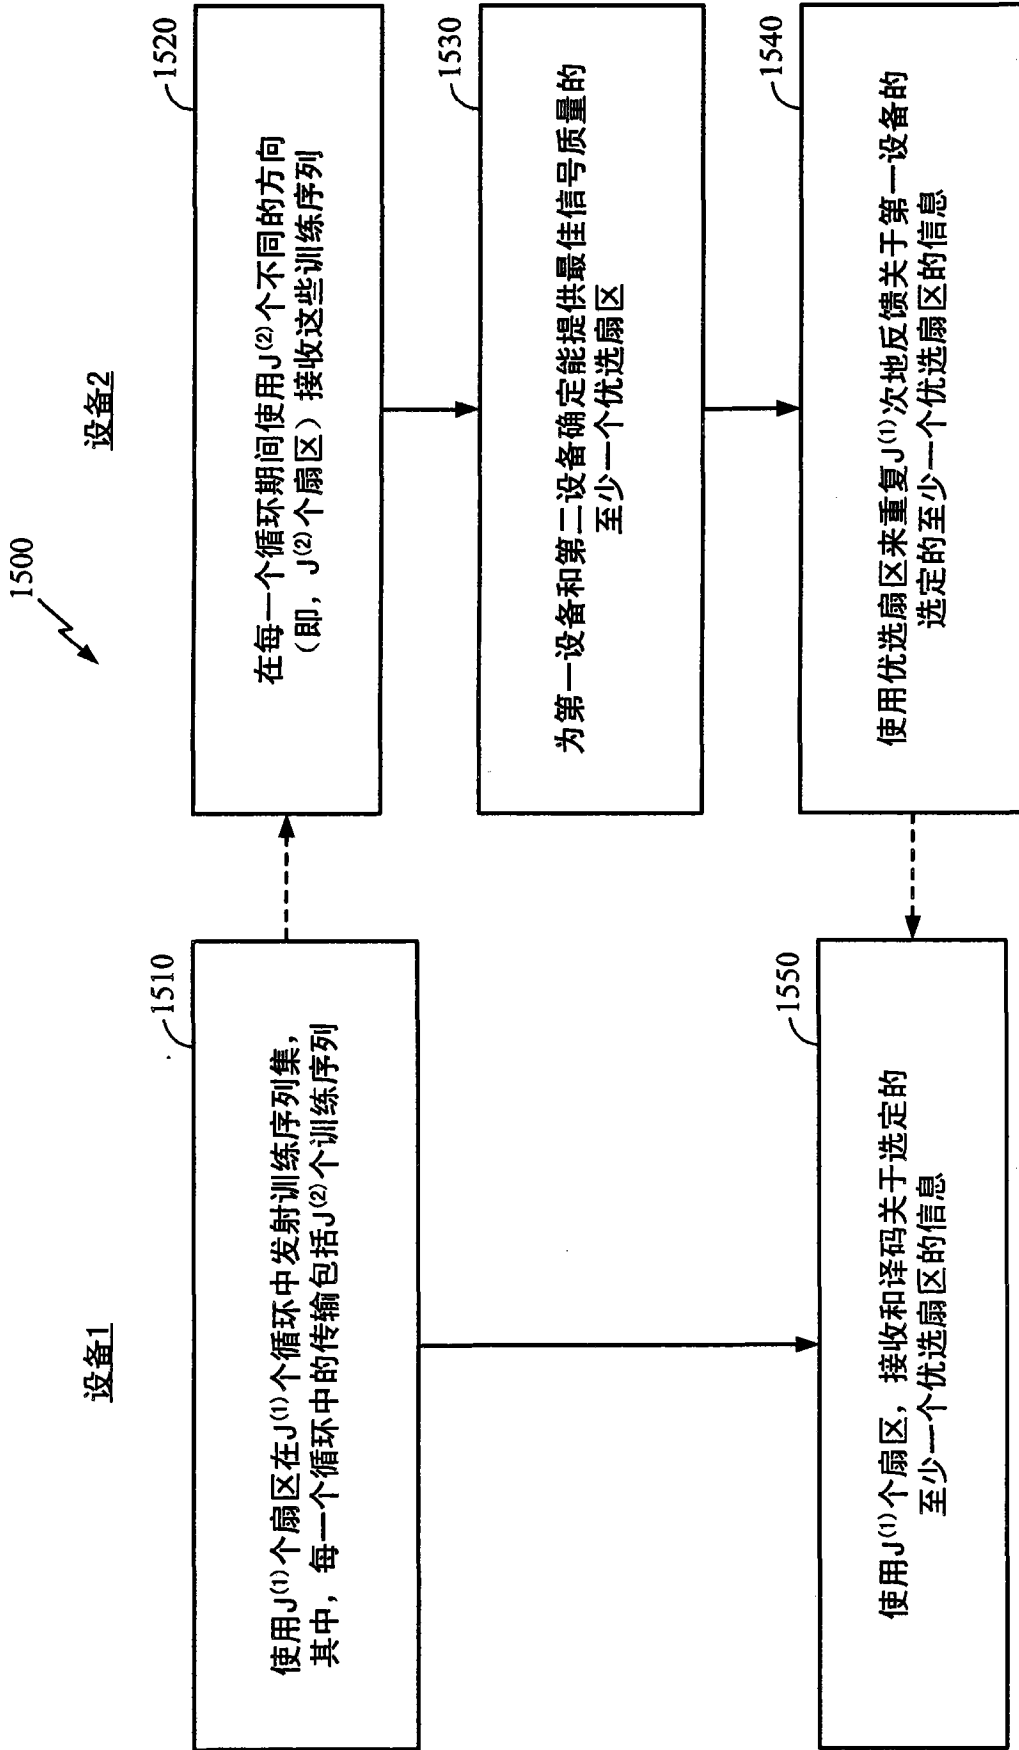 1500
设备1
设备2
1510
使用J⁽¹⁾个扇区在J⁽¹⁾个循环中发射训练序列集，
其中，每一个循环中的传输包括J⁽²⁾个训练序列
1520
在每一个循环期间使用J⁽²⁾个不同的方向
（即，J⁽²⁾个扇区）接收这些训练序列
1530
为第一设备和第二设备确定能提供最佳信号质量的
至少一个优选扇区
1540
使用优选扇区来重复J⁽¹⁾次地反馈关于第一设备的
选定的至少一个优选扇区的信息
1550
使用J⁽¹⁾个扇区，接收和译码关于选定的
至少一个优选扇区的信息